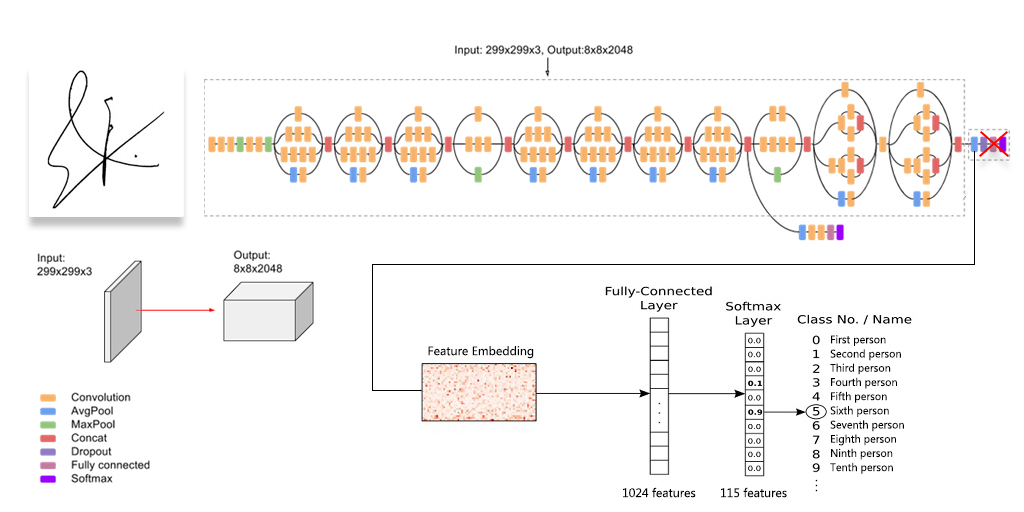 Input: 299x299x3, Output:8x8x2048
Input:
299x299x3
Output:
8x8x2048
Convolution
AvgPool
MaxPool
Concat
Dropout
Fully connected
Softmax
Feature Embedding
Fully-Connected
Layer
1024 features
Softmax
Layer
0.0
0.0
0.0
0.1
0.0
0.9
0.0
0.0
0.0
0.0
115 features
Class No. / Name
0 First person
1 Second person
2 Third person
3 Fourth person
4 Fifth person
5 Sixth person
6 Seventh person
7 Eighth person
8 Ninth person
9 Tenth person